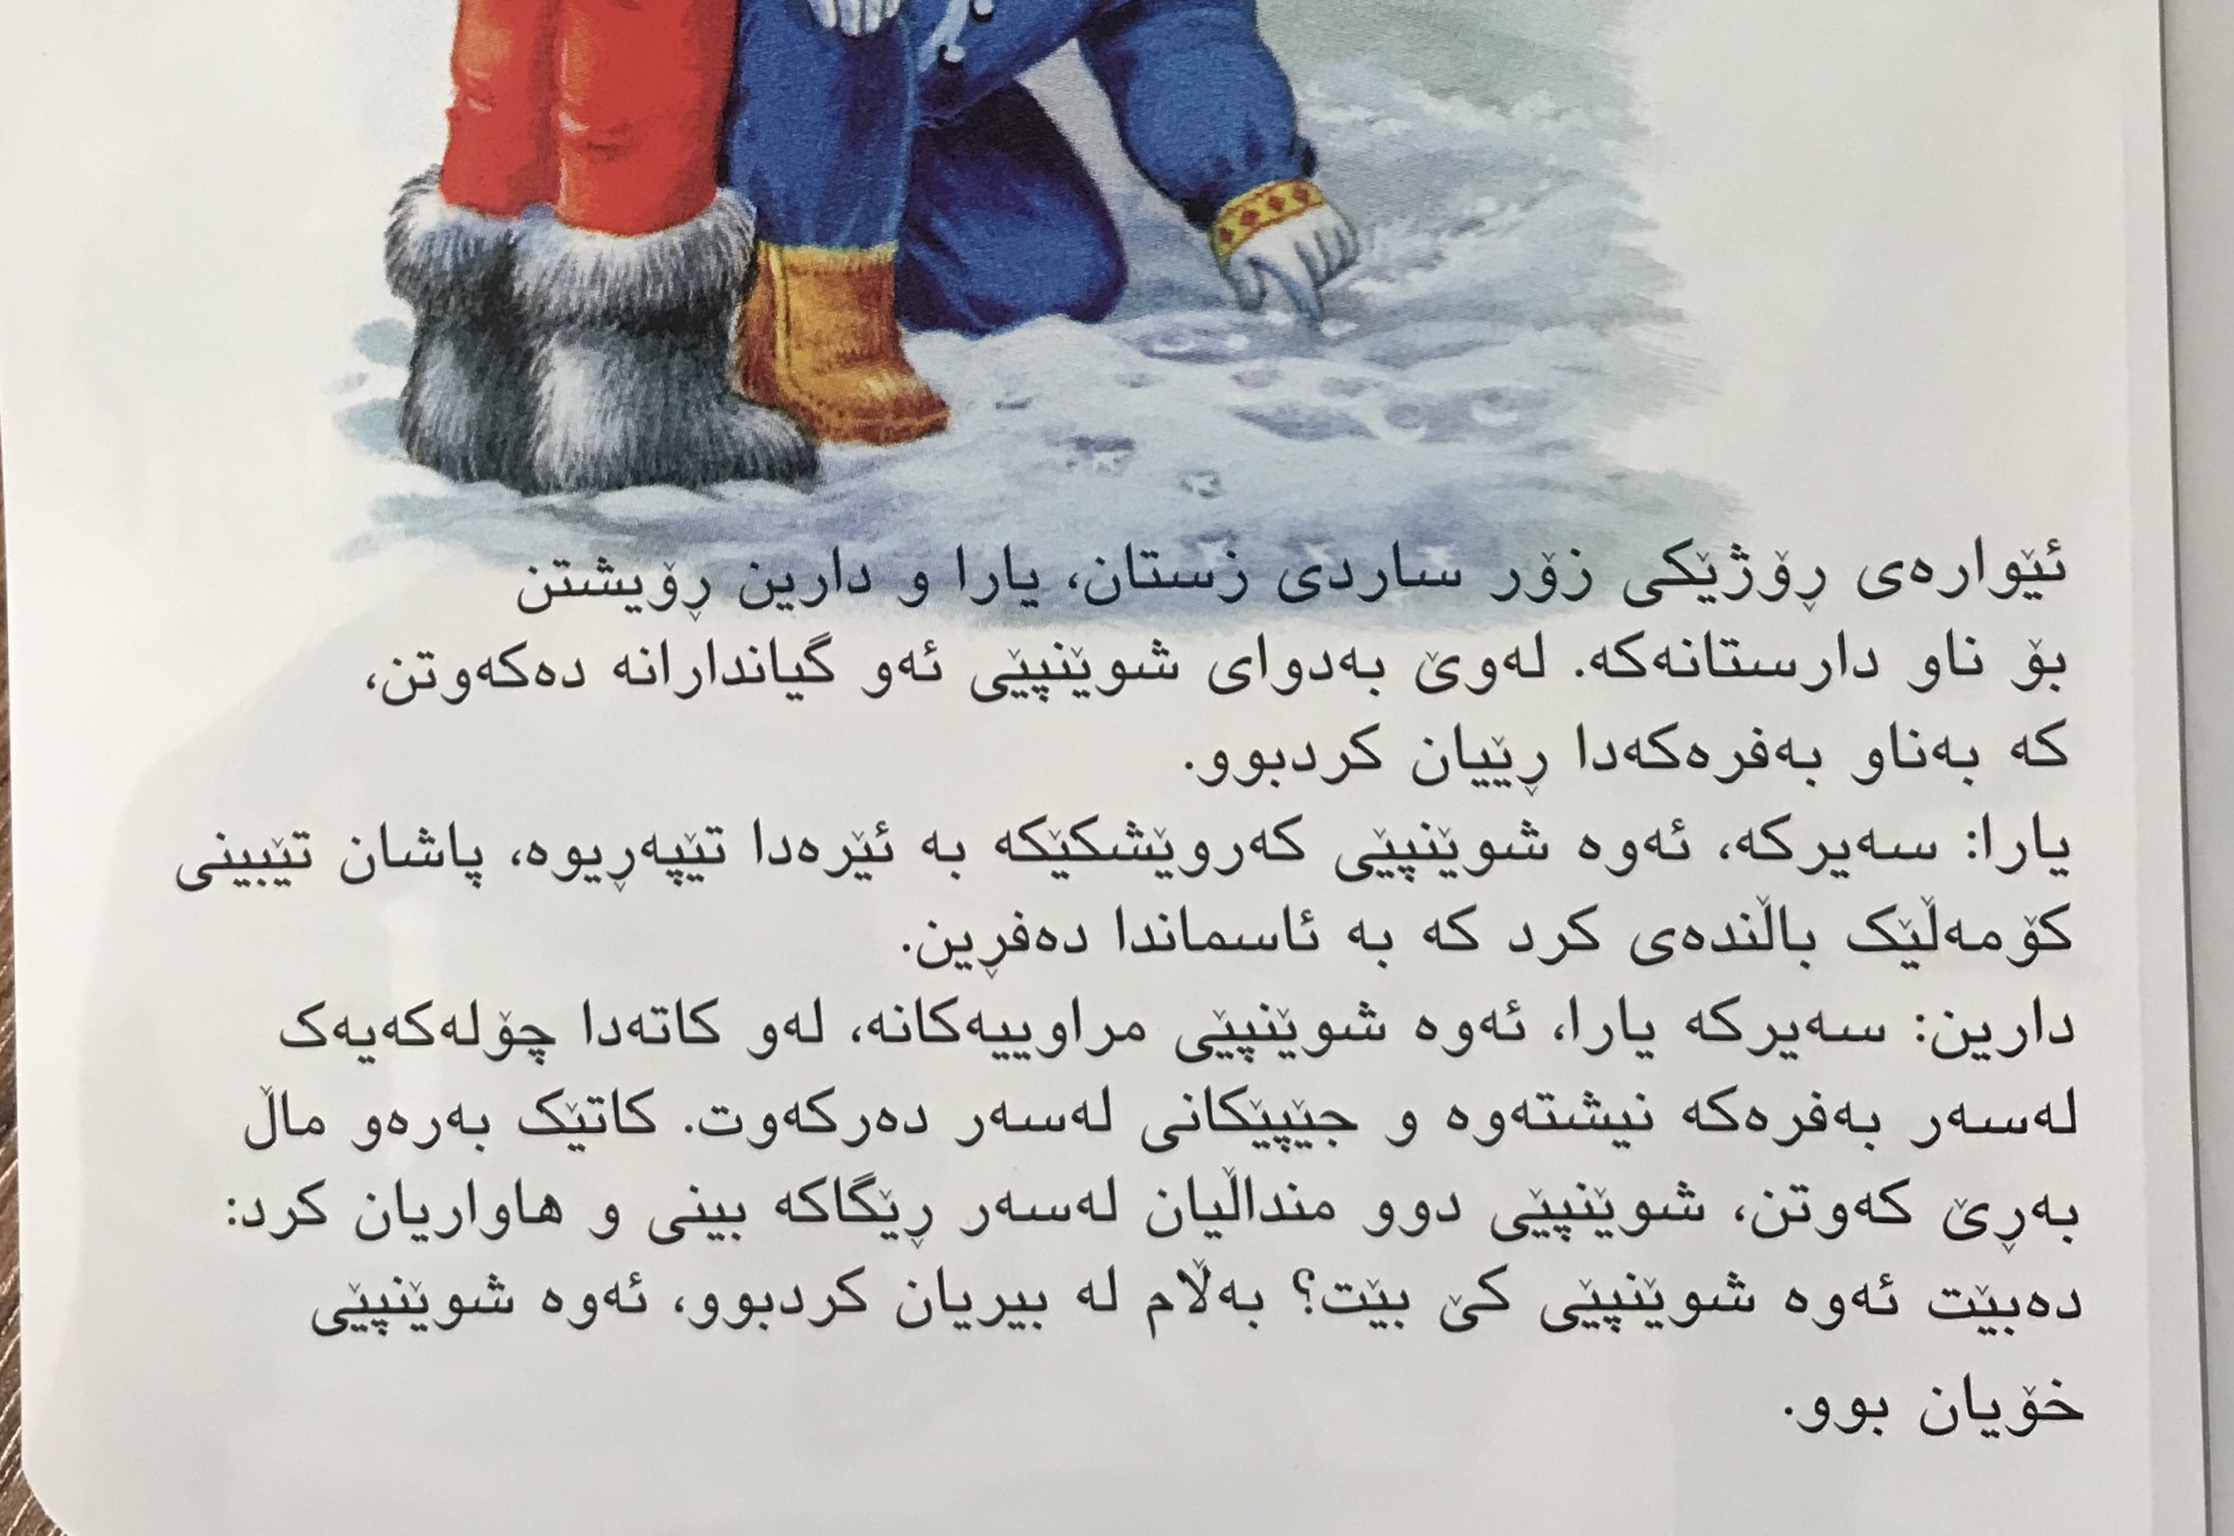 ئێوارەی ڕۆژێکی زۆر ساردی زستان، یارا و دارین ڕۆیشتن
بۆ ناو دارستانەکە. لەوێ بەدوای شوێنپێی ئەو گیاندارانە دەکەوتن،
کە بەناو بەفرەکەدا ڕێیان کردبوو.
یارا: سەیرکە، ئەوە شوێنپێی کەروێشکێکە بە ئێرەدا تێپەڕیوە، پاشان تێبینی
کۆمەڵێک باڵندەی کرد کە بە ئاسماندا دەفڕین.
دارین: سەیرکە یارا، ئەوە شوێنپێی مراوییەکانە، لەو کاتەدا چۆلەکەیەک
لەسەر بەفرەکە نیشتەوە و جێپێکانی لەسەر دەرکەوت. کاتێک بەرەو ماڵ
بەڕێ کەوتن، شوێنپێی دوو منداڵیان لەسەر ڕێگاکە بینی و هاواریان کرد:
دەبێت ئەوە شوێنپێی کێ بێت؟ بەڵام لە بیریان کردبوو، ئەوە شوێنپێی
خۆیان بوو.